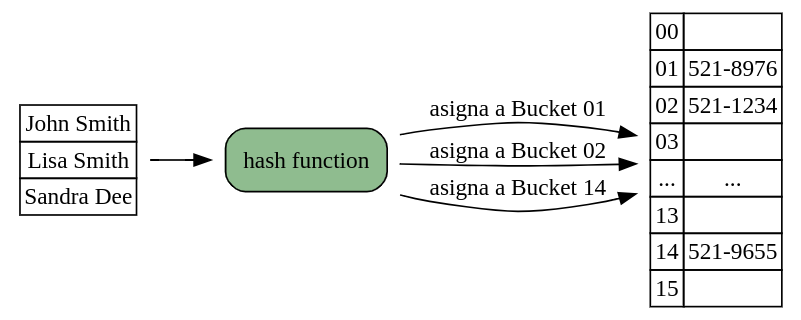 John Smith
Lisa Smith
Sandra Dee
hash function
asigna a Bucket 01
asigna a Bucket 02
asigna a Bucket 14
00
01 521-8976
02 521-1234
03
... ...
13
14 521-9655
15